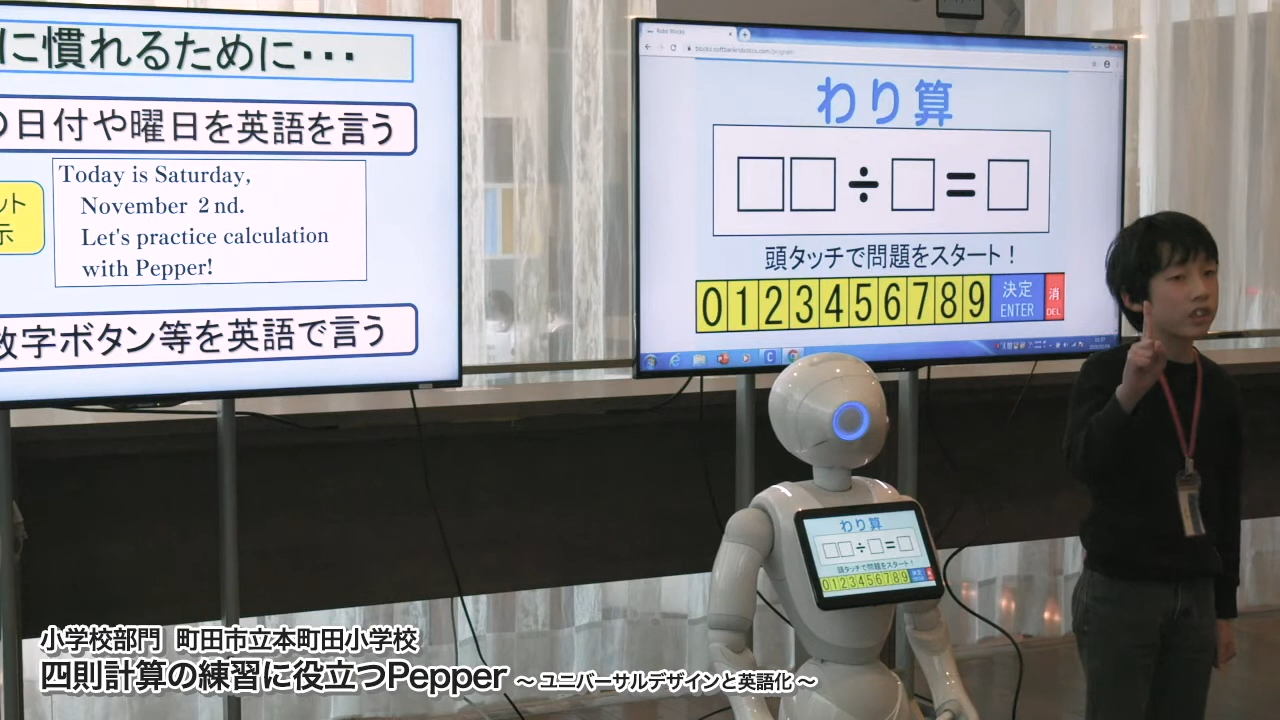 に慣れるために・・・
の日付や曜日を英語を言う
ット
示
Today is Saturday,
November 2nd.
Let's practice calculation
with Pepper!
数字ボタン等を英語で言う
Robo Blocks
わり算
□□÷□=□
頭タッチで問題をスタート！
0123456789 決定 消
ENTER DEL
わり算
□□÷□=□
頭タッチで問題をスタート！
0123456789
小学校部門 町田市立本町田小学校
四則計算の練習に役立つPepper ～ ユニバーサルデザインと英語化 ～